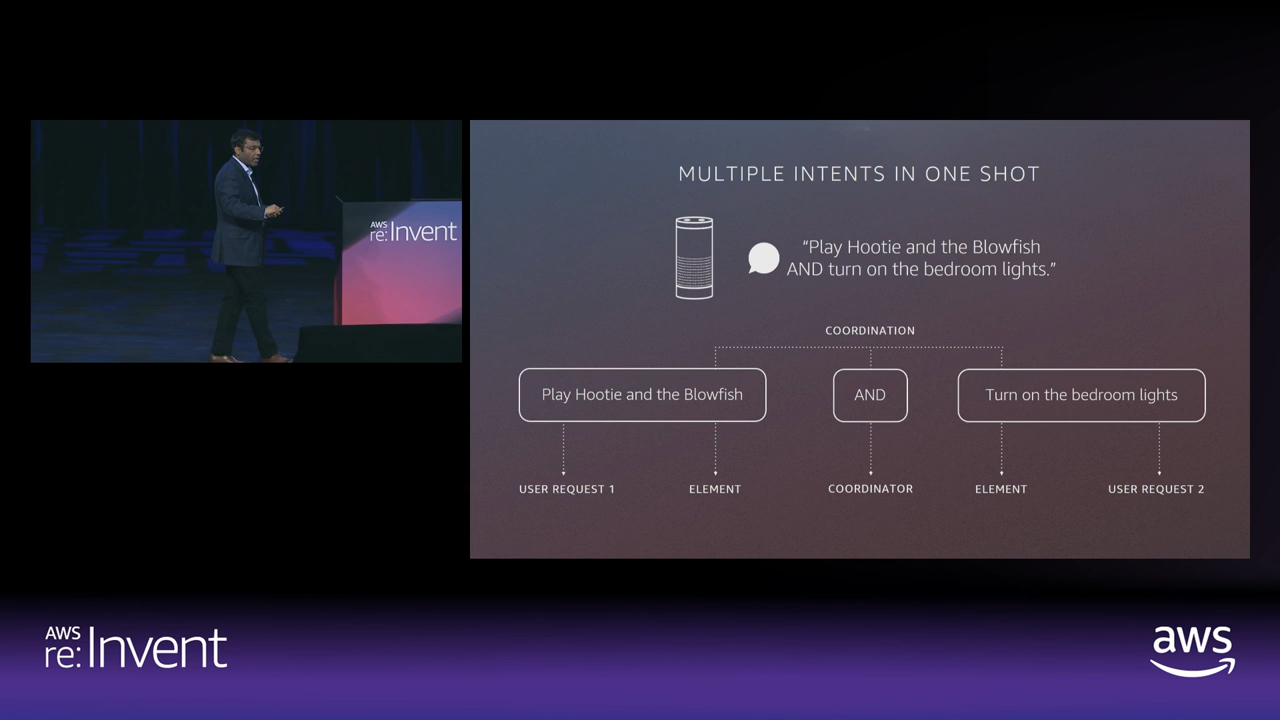 AWS
re:Invent
MULTIPLE INTENTS IN ONE SHOT
“Play Hootie and the Blowfish
AND turn on the bedroom lights.”
COORDINATION
Play Hootie and the Blowfish
AND
Turn on the bedroom lights
USER REQUEST 1
ELEMENT
COORDINATOR
ELEMENT
USER REQUEST 2
AWS
re:Invent
aws